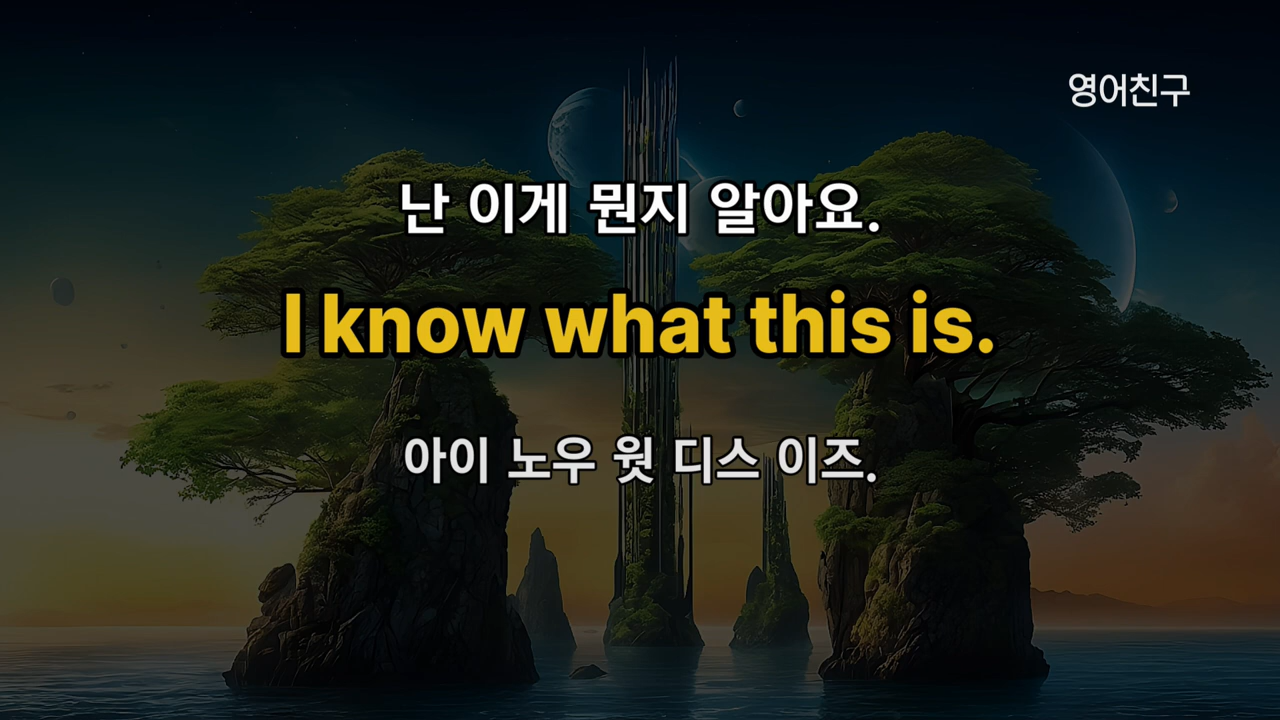 영어친구
난 이게 뭔지 알아요.
I know what this is.
아이 노우 윗 디스 이즈.